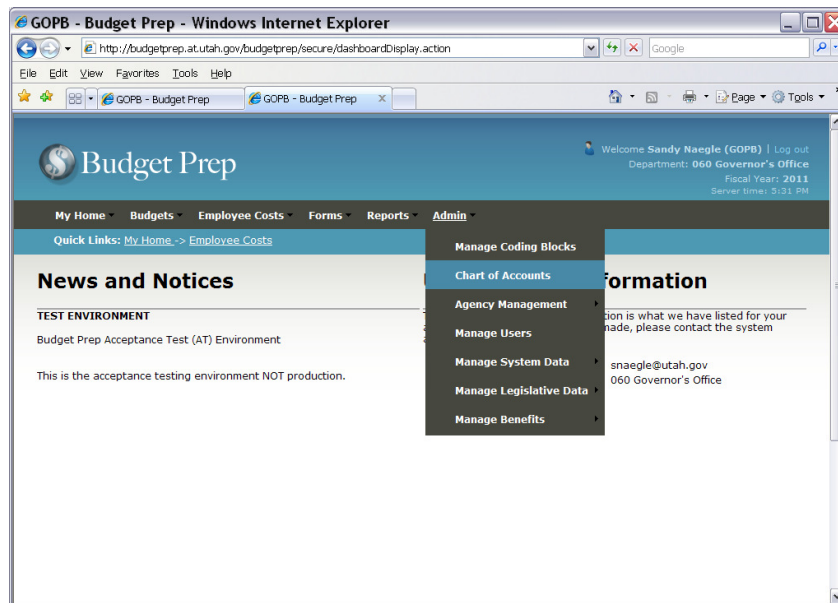 GOPB - Budget Prep - Windows Internet Explorer
http://budgetprep.at.utah.gov/budgetprep/secure/dashboardDisplay.action
Google
File Edit View Favorites Tools Help
GOPB - Budget Prep
GOPB - Budget Prep
Page
Tools
Budget Prep
Welcome Sandy Naegle (GOPB) | Log out
Department: 060 Governor's Office
Fiscal Year: 2011
Server time: 5:31 PM
My Home Budgets Employee Costs Forms Reports Admin
Quick Links: My Home -> Employee Costs
Manage Coding Blocks
Chart of Accounts
Agency Management
Manage Users
Manage System Data
Manage Legislative Data
Manage Benefits
News and Notices
TEST ENVIRONMENT
Budget Prep Acceptance Test (AT) Environment
This is the acceptance testing environment NOT production.
formation
tion is what we have listed for your
made, please contact the system
snaegle@utah.gov
060 Governor's Office